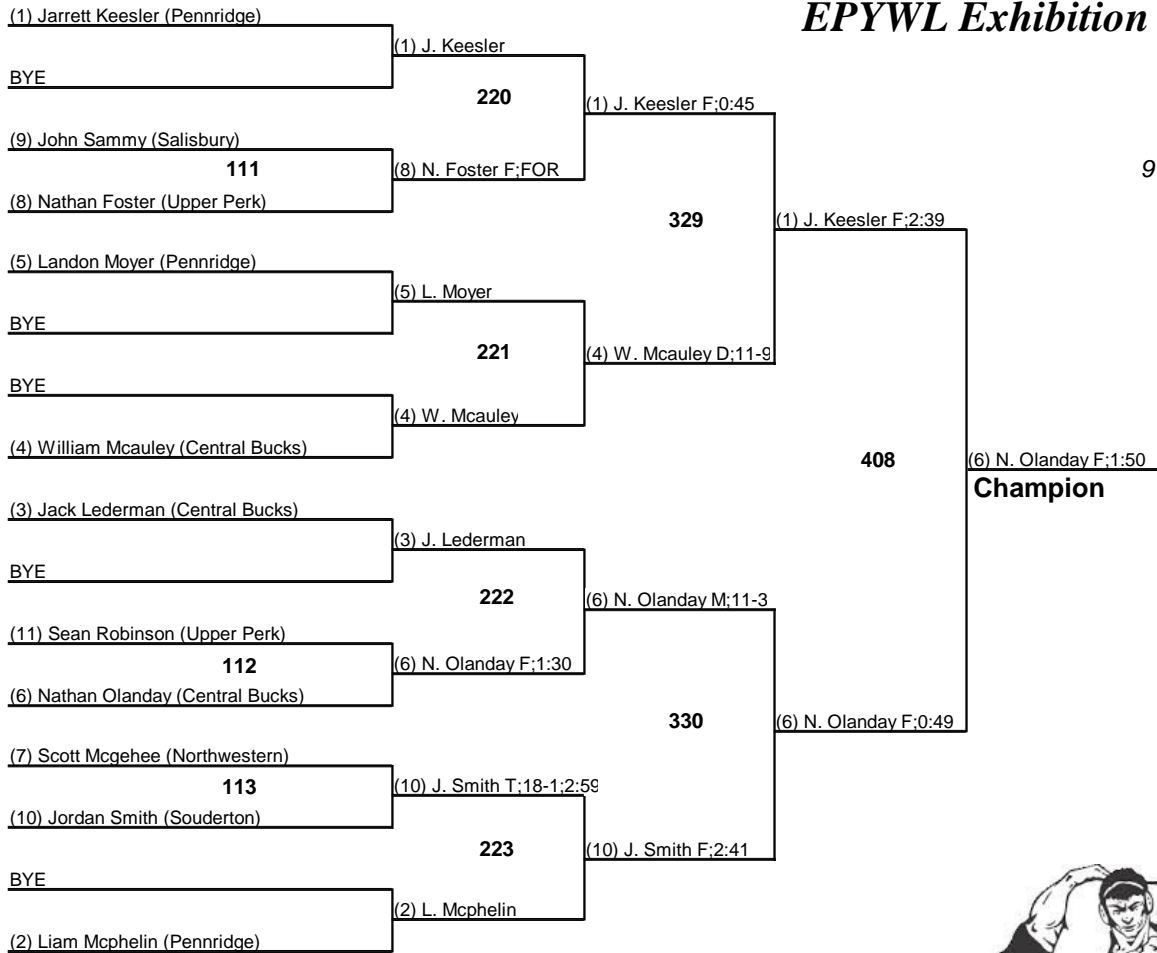 EPYWL Exhibition
(1) Jarrett Keesler (Pennridge)
BYE
(9) John Sammy (Salisbury)
111
(8) Nathan Foster (Upper Perk)
(5) Landon Moyer (Pennridge)
BYE
BYE
(4) William Mcauley (Central Bucks)
(3) Jack Lederman (Central Bucks)
BYE
(11) Sean Robinson (Upper Perk)
112
(6) Nathan Olanday (Central Bucks)
(7) Scott Mcgehee (Northwestern)
113
(10) Jordan Smith (Souderton)
BYE
(2) Liam Mcphelin (Pennridge)
(1) J. Keesler
220
(8) N. Foster F;FOR
(5) L. Moyer
221
(4) W. Mcauley
(3) J. Lederman
222
(6) N. Olanday F;1:30
(10) J. Smith T;18-1;2:59
223
(2) L. Mcphelin
(1) J. Keesler F;0:45
329
(4) W. Mcauley D;11-9
(6) N. Olanday M;11-3
330
(10) J. Smith F;2:41
(1) J. Keesler F;2:39
408
(6) N. Olanday F;0:49
(6) N. Olanday F;1:50
Champion
9